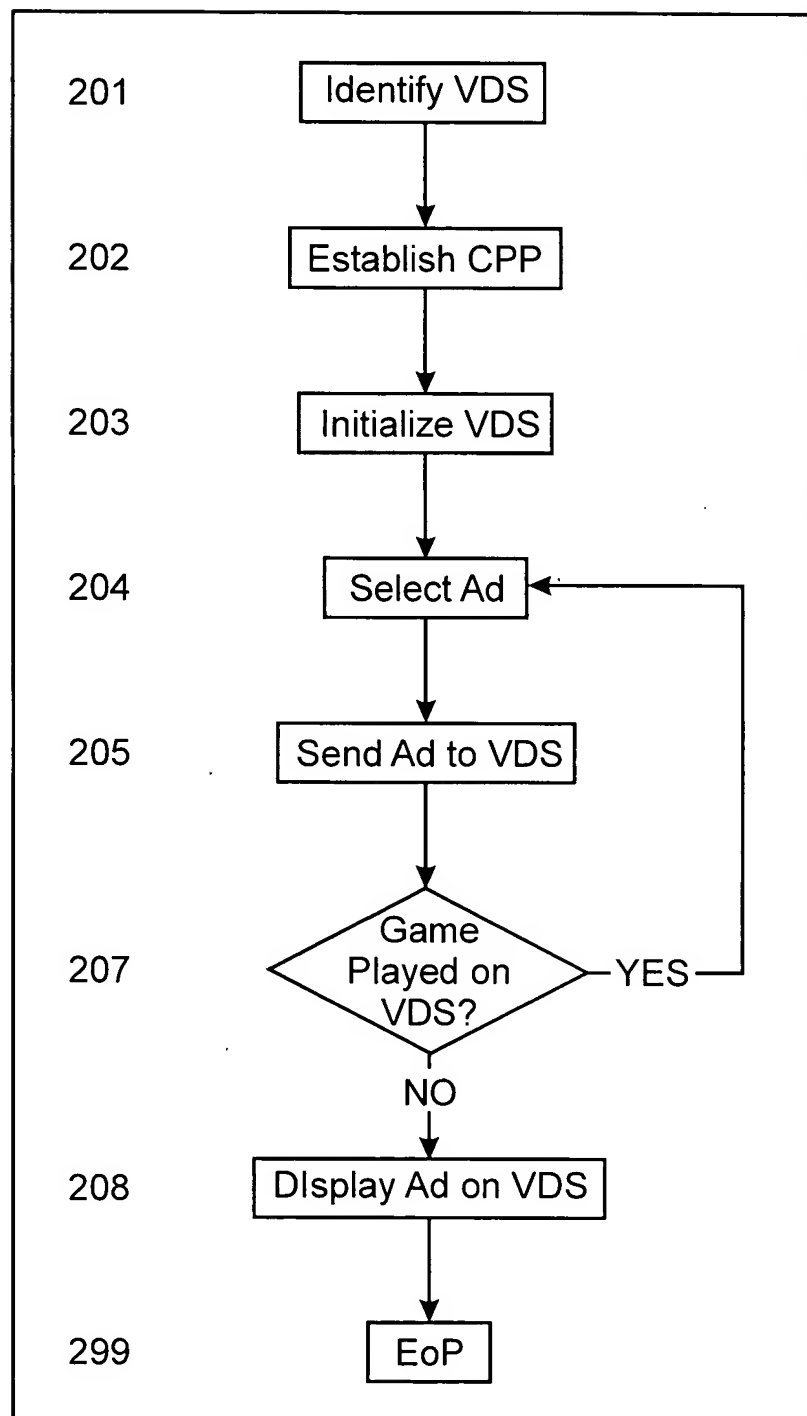 201 Identify VDS
202 Establish CPP
203 Initialize VDS
204 Select Ad
205 Send Ad to VDS
207 Game
Played on
VDS?
YES
NO
208 DIsplay Ad on VDS
299 EoP